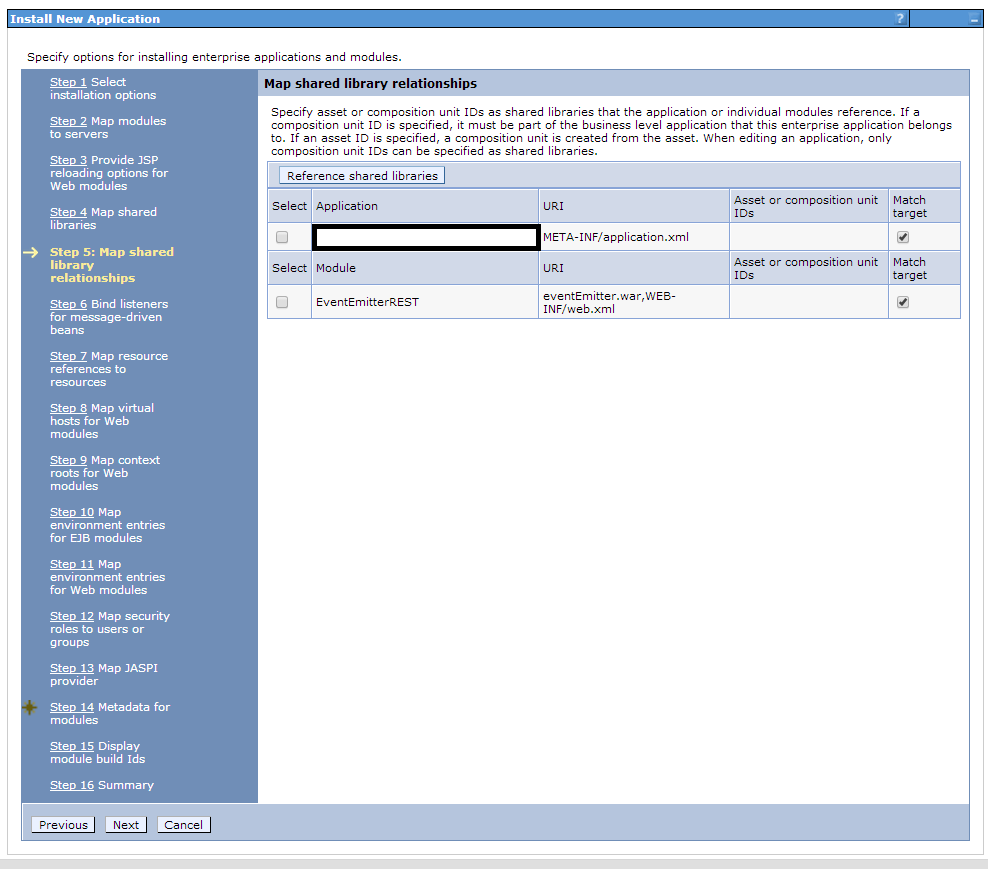 Install New Application
?
Specify options for installing enterprise applications and modules.
Step 1 Select
installation options
Step 2 Map modules
to servers
Step 3 Provide JSP
reloading options for
Web modules
Step 4 Map shared
libraries
Step 5: Map shared
library
relationships
Step 6 Bind listeners
for message-driven
beans
Step 7 Map resource
references to
resources
Step 8 Map virtual
hosts for Web
modules
Step 9 Map context
roots for Web
modules
Step 10 Map
environment entries
for EJB modules
Step 11 Map
environment entries
for Web modules
Step 12 Map security
roles to users or
groups
Step 13 Map JASPI
provider
Step 14 Metadata for
modules
Step 15 Display
module build Ids
Step 16 Summary
Map shared library relationships
Specify asset or composition unit IDs as shared libraries that the application or individual modules reference. If a
composition unit ID is specified, it must be part of the business level application that this enterprise application belongs
to. If an asset ID is specified, a composition unit is created from the asset. When editing an application, only
composition unit IDs can be specified as shared libraries.
Reference shared libraries
Select Application URI Asset or composition unit IDs Match target
META-INF/application.xml
Select Module URI Asset or composition unit IDs Match target
EventEmitterREST eventEmitter.war,WEB-
INF/web.xml
Previous Next Cancel